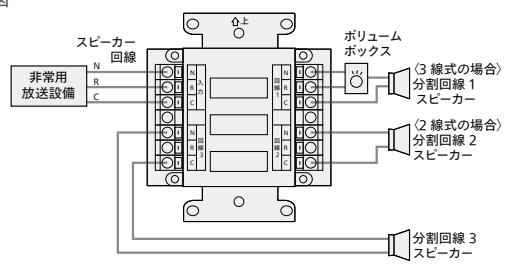 ⇧上
スピーカー
回線
N
R
C
非常用
放送設備
N
R
C
入力
N
R
C
回線1
N
R
C
回線3
N
R
C
回線2
ボリューム
ボックス
〈3 線式の場合〉
分割回線 1
スピーカー
〈2 線式の場合〉
分割回線 2
スピーカー
分割回線 3
スピーカー